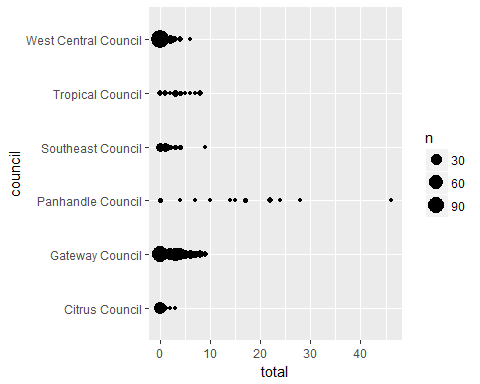 West Central Council
Tropical Council
Southeast Council
Panhandle Council
Gateway Council
Citrus Council
council
0 10 20 30 40
total
n
30
60
90